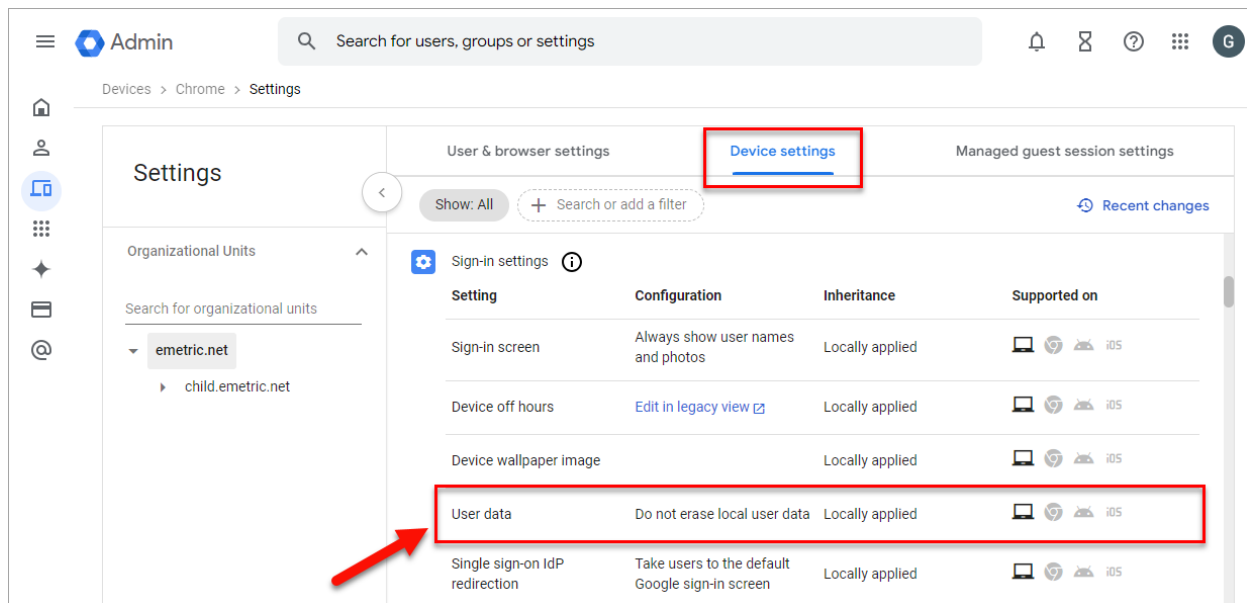 Admin
Search for users, groups or settings
G
Devices > Chrome > Settings
Settings
Organizational Units
Search for organizational units
emetric.net
child.emetric.net
User & browser settings
Device settings
Managed guest session settings
Show: All
+ Search or add a filter
Recent changes
Sign-in settings
Setting Configuration Inheritance Supported on
Sign-in screen
Always show user names
and photos
Locally applied
iOS
Device off hours Edit in legacy view Locally applied iOS
Device wallpaper image Locally applied iOS
User data Do not erase local user data Locally applied iOS
Single sign-on IdP
redirection
Take users to the default
Google sign-in screen
Locally applied
iOS